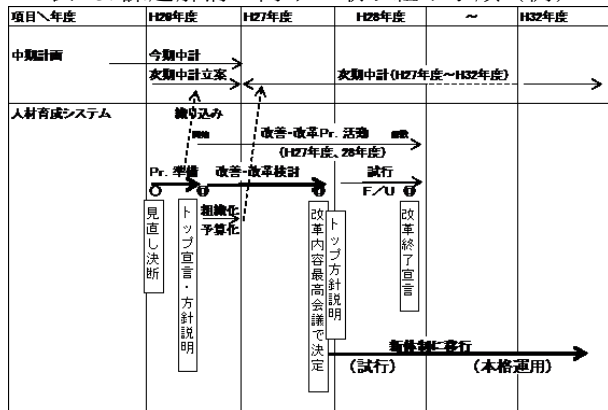 項目＼年度
H26年度
H27年度
H28年度
～
H32年度
中期計画
今期中計
次期中計立案
次期中計(H27年度～H32年度)
人材育成システム
織り込み
開始
改善-改革Pr. 活動
(H27年度、28年度)
Pr. 準備
改善-改革検討
試行
F/U
組織化
予算化
見直し決断
トップ宣言・方針説明
改革内容最高会議で決定
トップ方針説明
改革終了宣言
新体制に移行
(試行)
(本格運用)